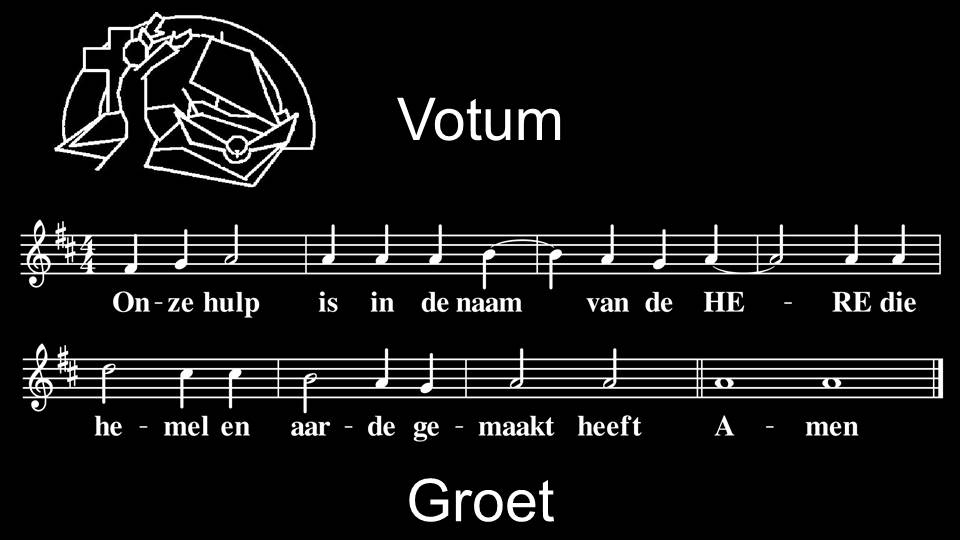 Votum
4
4
On-ze hulp is in de naam van de HE - RE die
he - mel en aar - de ge - maakt heeft A - men
Groet